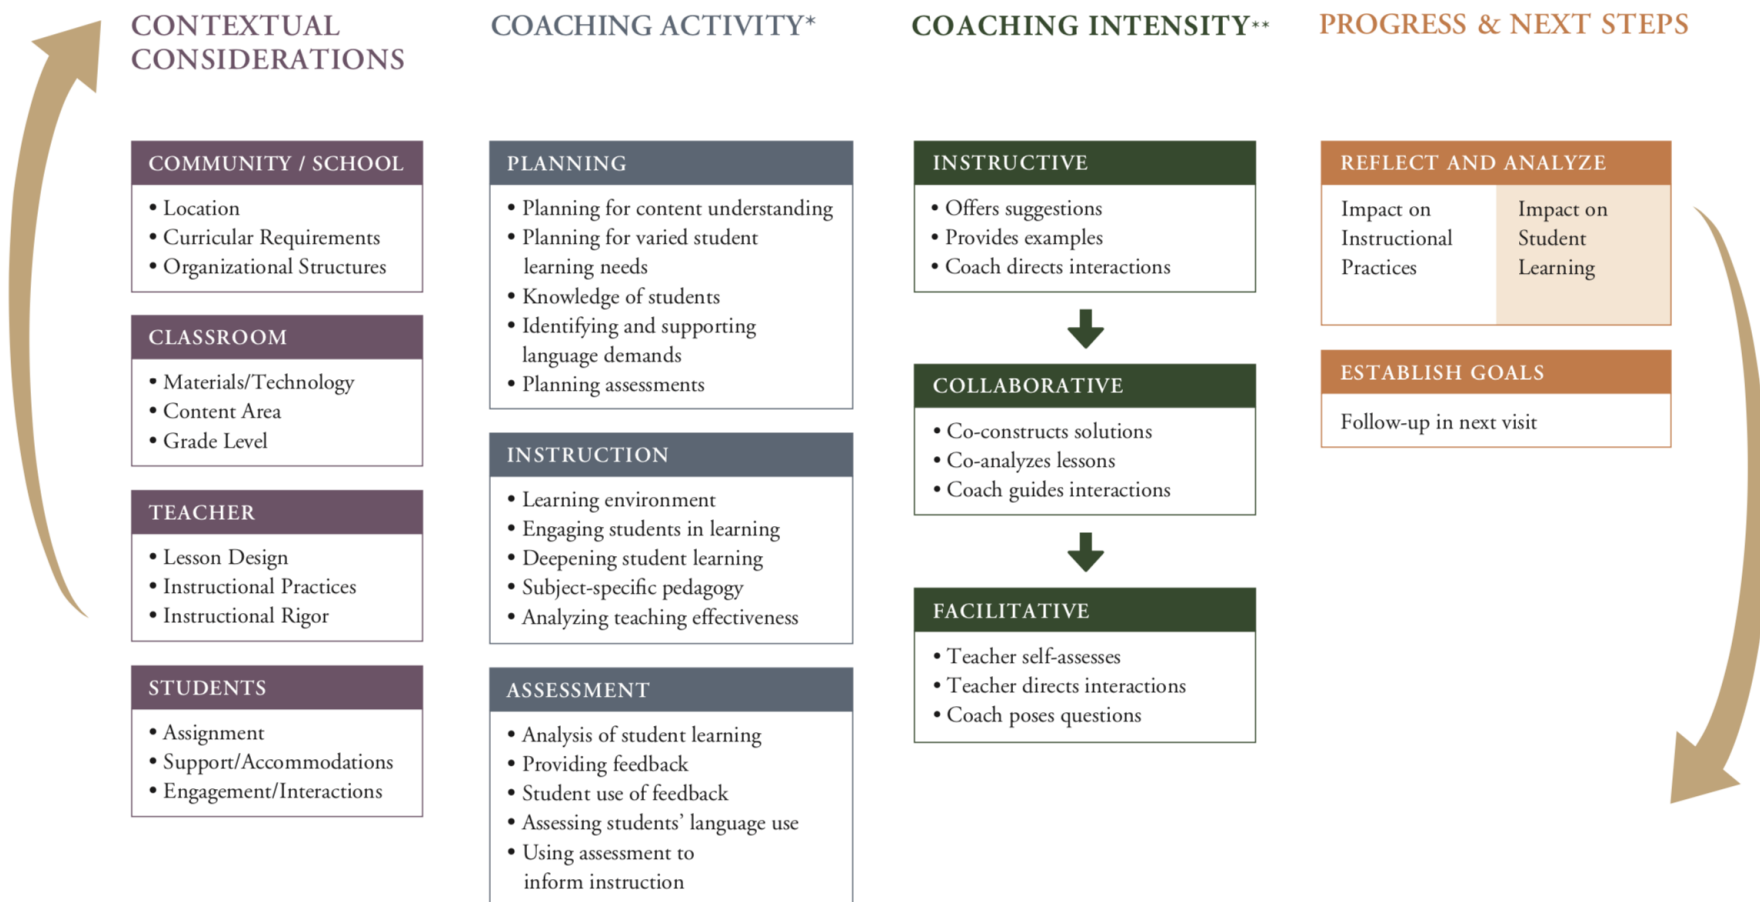 CONTEXTUAL
CONSIDERATIONS
COMMUNITY / SCHOOL
• Location
• Curricular Requirements
• Organizational Structures
CLASSROOM
• Materials/Technology
• Content Area
• Grade Level
TEACHER
• Lesson Design
• Instructional Practices
• Instructional Rigor
STUDENTS
• Assignment
• Support/Accommodations
• Engagement/Interactions
COACHING ACTIVITY*
PLANNING
• Planning for content understanding
• Planning for varied student
learning needs
• Knowledge of students
• Identifying and supporting
language demands
• Planning assessments
INSTRUCTION
• Learning environment
• Engaging students in learning
• Deepening student learning
• Subject-specific pedagogy
• Analyzing teaching effectiveness
ASSESSMENT
• Analysis of student learning
• Providing feedback
• Student use of feedback
• Assessing students’ language use
• Using assessment to
inform instruction
COACHING INTENSITY**
INSTRUCTIVE
• Offers suggestions
• Provides examples
• Coach directs interactions
COLLABORATIVE
• Co-constructs solutions
• Co-analyzes lessons
• Coach guides interactions
FACILITATIVE
• Teacher self-assesses
• Teacher directs interactions
• Coach poses questions
PROGRESS & NEXT STEPS
REFLECT AND ANALYZE
Impact on
Instructional
Practices
Impact on
Student
Learning
ESTABLISH GOALS
Follow-up in next visit